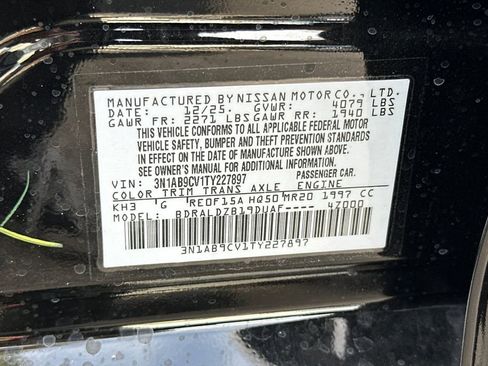 MANUFACTURED BY NISSAN MOTOR CO., LTD.
DATE: 12/25. GVWR: 4079 LBS
GAWR FR: 2271 LBS GAWR RR: 1940 LBS
THIS VEHICLE CONFORMS TO ALL APPLICABLE FEDERAL MOTOR
VEHICLE SAFETY, BUMPER AND THEFT PREVENTION STANDARDS
IN EFFECT ON THE DATE OF MANUFACTURE SHOWN ABOVE.
SEE OWNER'S MANUAL FOR ADDITIONAL INFORMATION.
VIN: 3N1AB9CV1TY227897 PASSENGER CAR.
COLOR TRIM TRANS AXLE ENGINE
KH3 G RE0F15A HQ50 MR20 1997 CC
MODEL: BDRALDZB19DUAF---- 47000
3N1AB9CV1TY227897